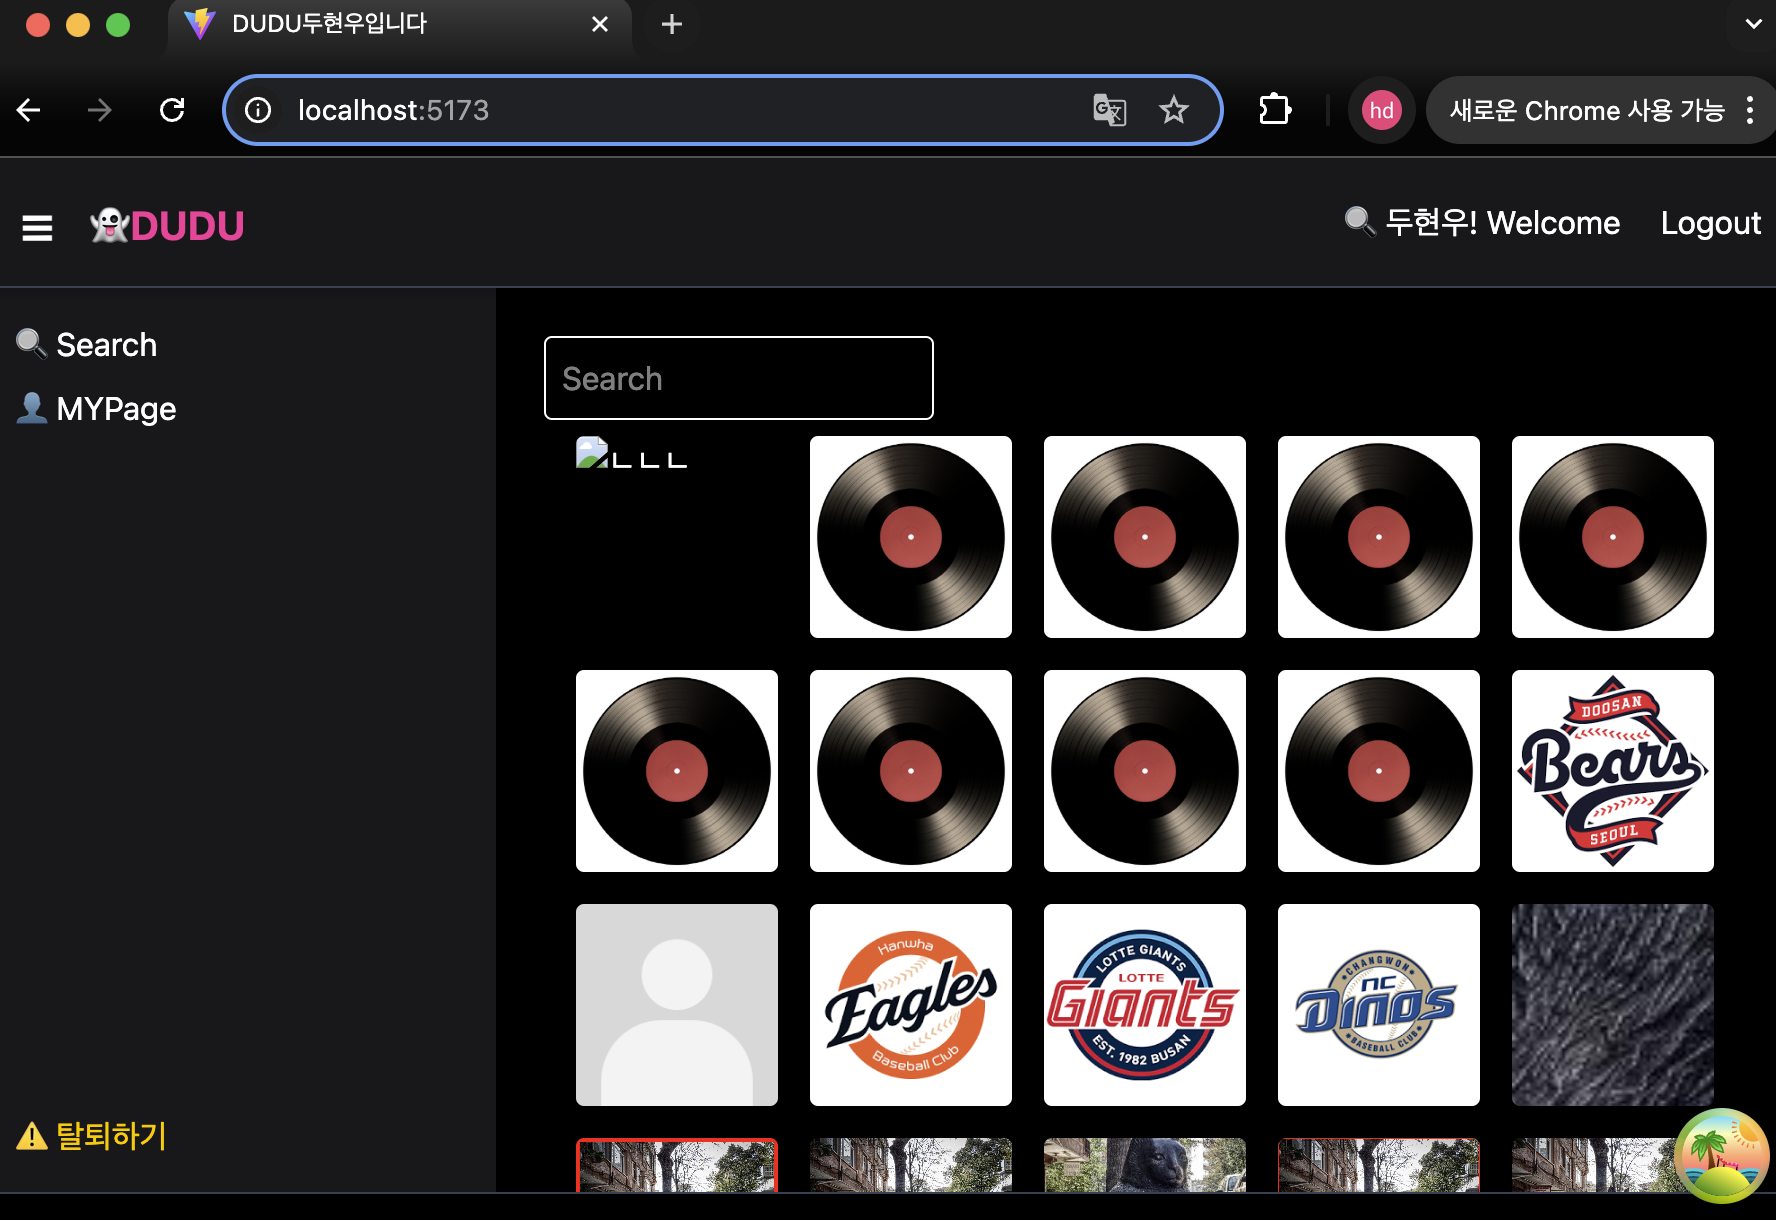 DUDU두현우입니다
localhost:5173
hd
새로운 Chrome 사용 가능
DUDU
두현우! Welcome
Logout
Search
MYPage
Search
ㄴㄴㄴ
DOOSAN
Bears
SEOUL
Hanwha
Eagles
Baseball Club
LOTTE GIANTS
LOTTE
Giants
EST. 1982 BUSAN
CHANGWON
NC
DINOS
BASEBALL CLUB
탈퇴하기